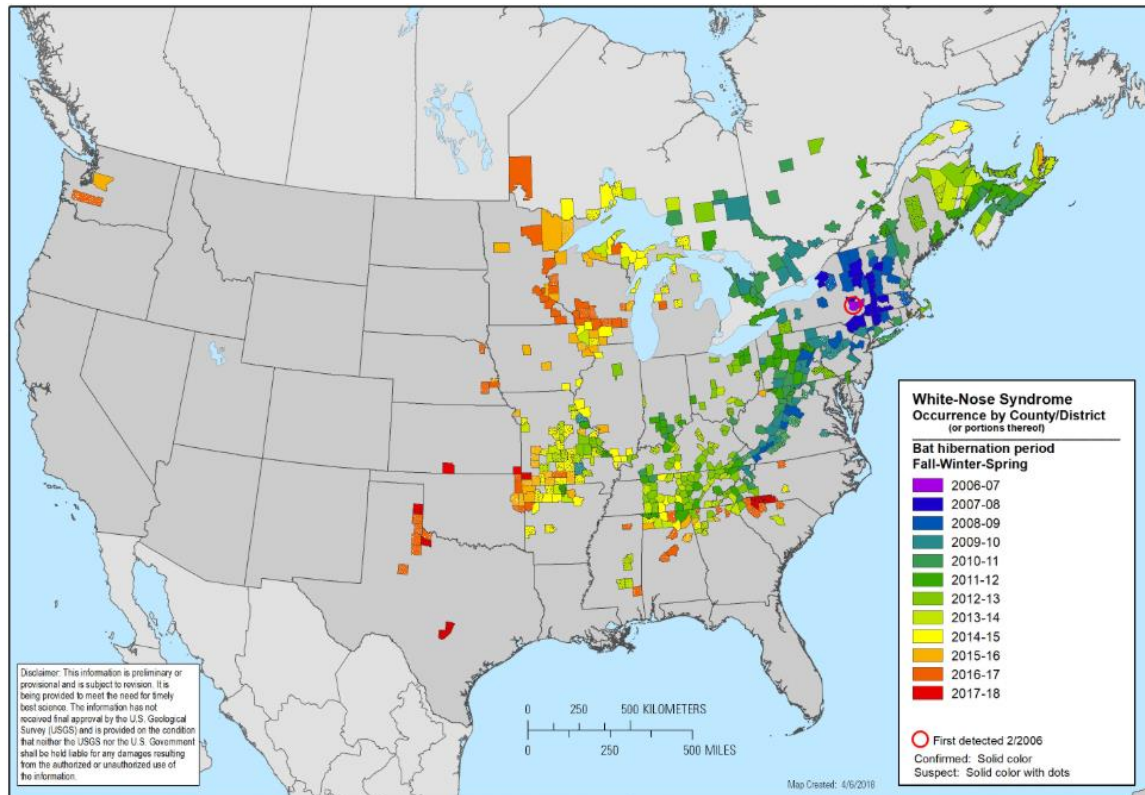 White-Nose Syndrome
Occurrence by County/District
(or portions thereof)
Bat hibernation period
Fall-Winter-Spring
2006-07
2007-08
2008-09
2009-10
2010-11
2011-12
2012-13
2013-14
2014-15
2015-16
2016-17
2017-18
First detected 2/2006
Confirmed: Solid color
Suspect: Solid color with dots
Disclaimer: This information is preliminary or
provisional and is subject to revision. It is
being provided to meet the need for timely
best science. The information has not
received final approval by the U.S. Geological
Survey (USGS) and is provided on the condition
that neither the USGS nor the U.S. Government
shall be held liable for any damages resulting
from the authorized or unauthorized use of
the information.
0 250 500 KILOMETERS
0 250 500 MILES
Map Created: 4/6/2018